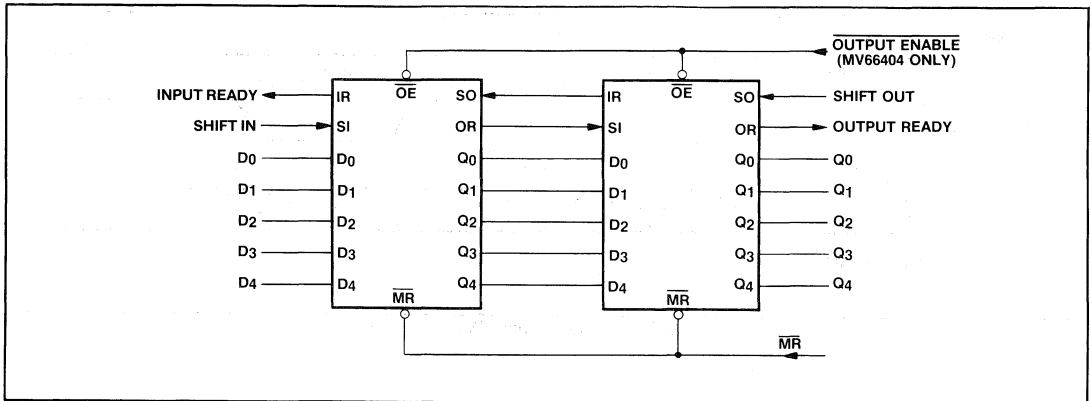 OUTPUT ENABLE
(MV66404 ONLY)
INPUT READY IR OE SO IR OE SO SHIFT OUT
SHIFT IN SI OR SI OR OUTPUT READY
D0 D0 Q0 D0 Q0 Q0
D1 D1 Q1 D1 Q1 Q1
D2 D2 Q2 D2 Q2 Q2
D3 D3 Q3 D3 Q3 Q3
D4 D4 Q4 D4 Q4 Q4
MR MR
MR